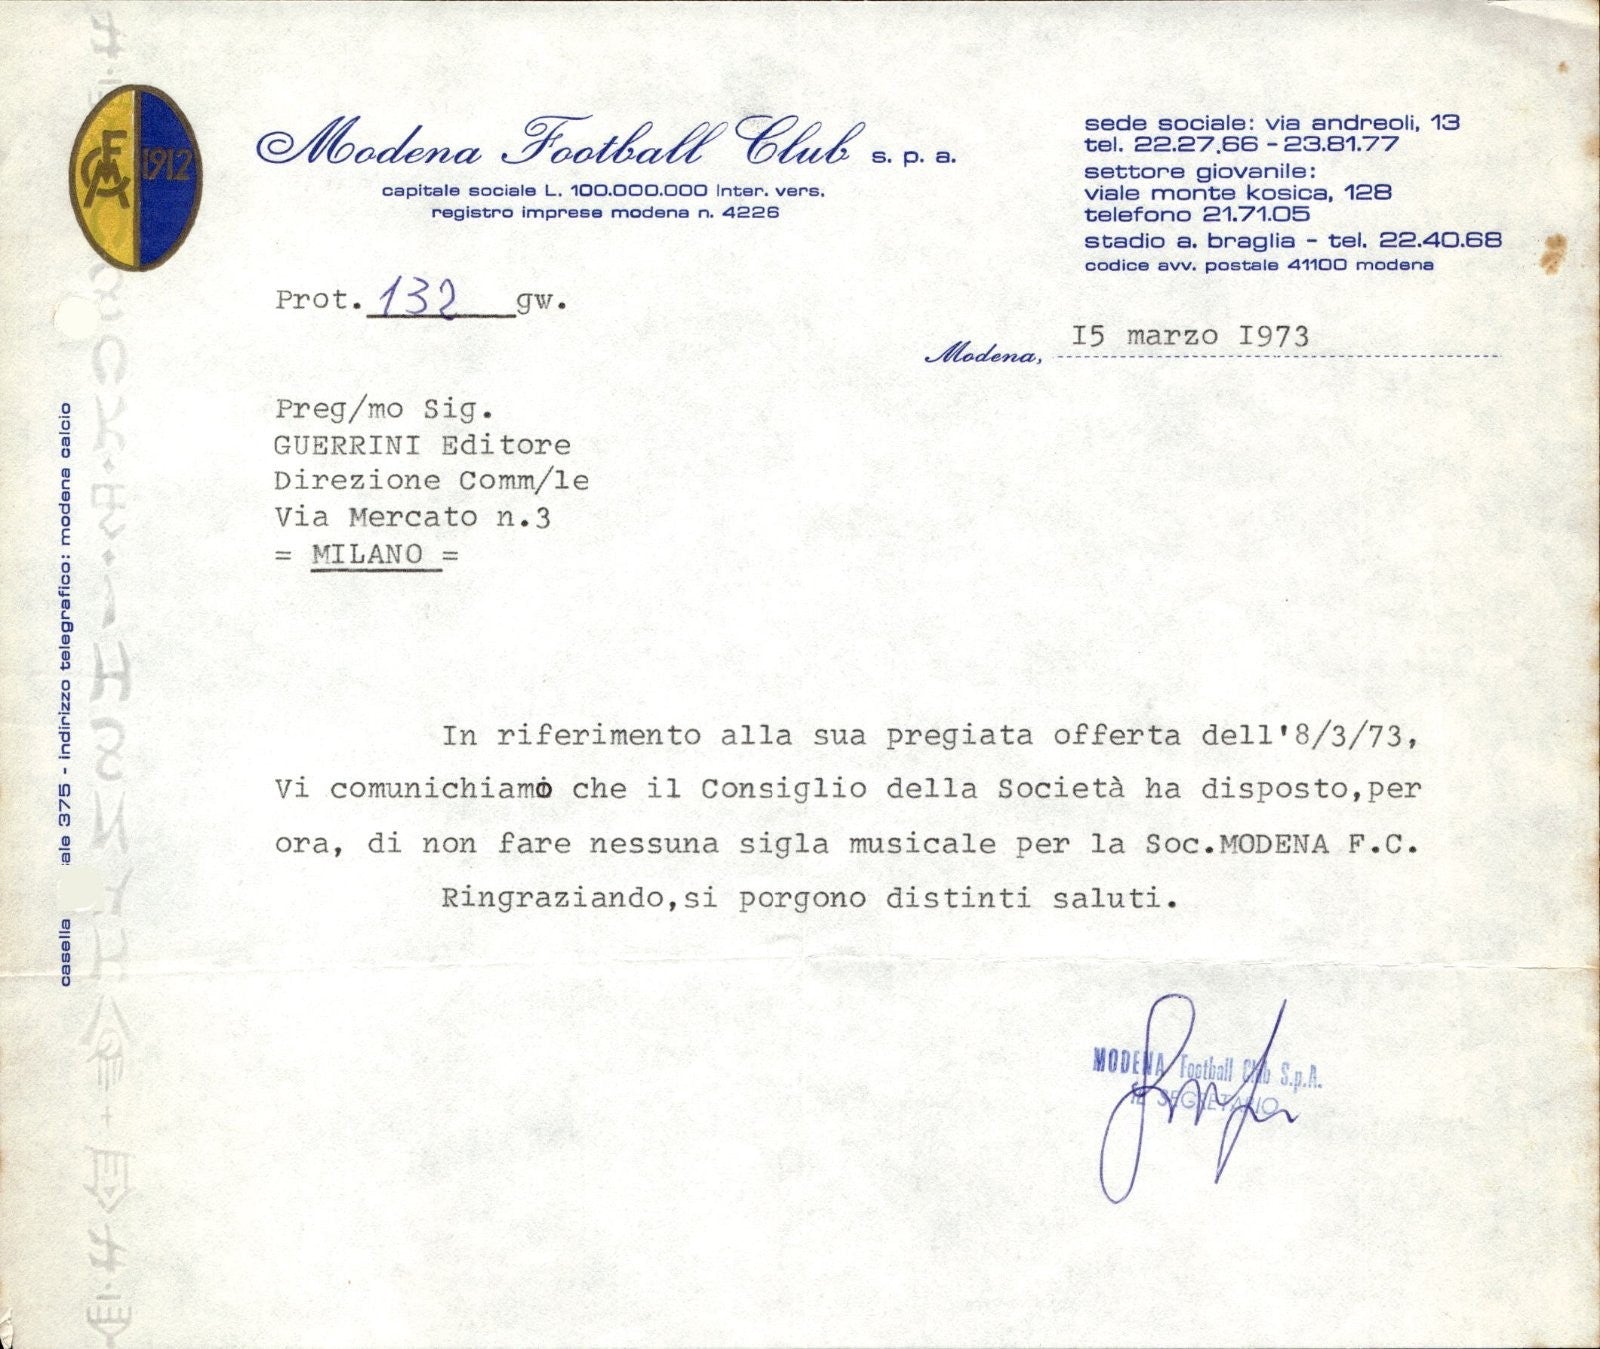 FCMA 1912
Modena Football Club s. p. a.
capitale sociale L. 100.000.000 inter. vers.
registro imprese modena n. 4226
sede sociale: via andreoli, 13
tel. 22.27.66 - 23.81.77
settore giovanile:
viale monte kosica, 128
telefono 21.71.05
stadio a. braglia - tel. 22.40.68
codice avv. postale 41100 modena
Prot. 132 gw.
Modena, I5 marzo I973
Preg/mo Sig.
GUERRINI Editore
Direzione Comm/le
Via Mercato n.3
= MILANO =
In riferimento alla sua pregiata offerta dell'8/3/73,
Vi comunichiamo che il Consiglio della Società ha disposto,per
ora, di non fare nessuna sigla musicale per la Soc.MODENA F.C.
Ringraziando,si porgono distinti saluti.
MODENA Football Club S.p.A.
IL SEGRETARIO
casella ale 375 - indirizzo telegrafico: modena calcio